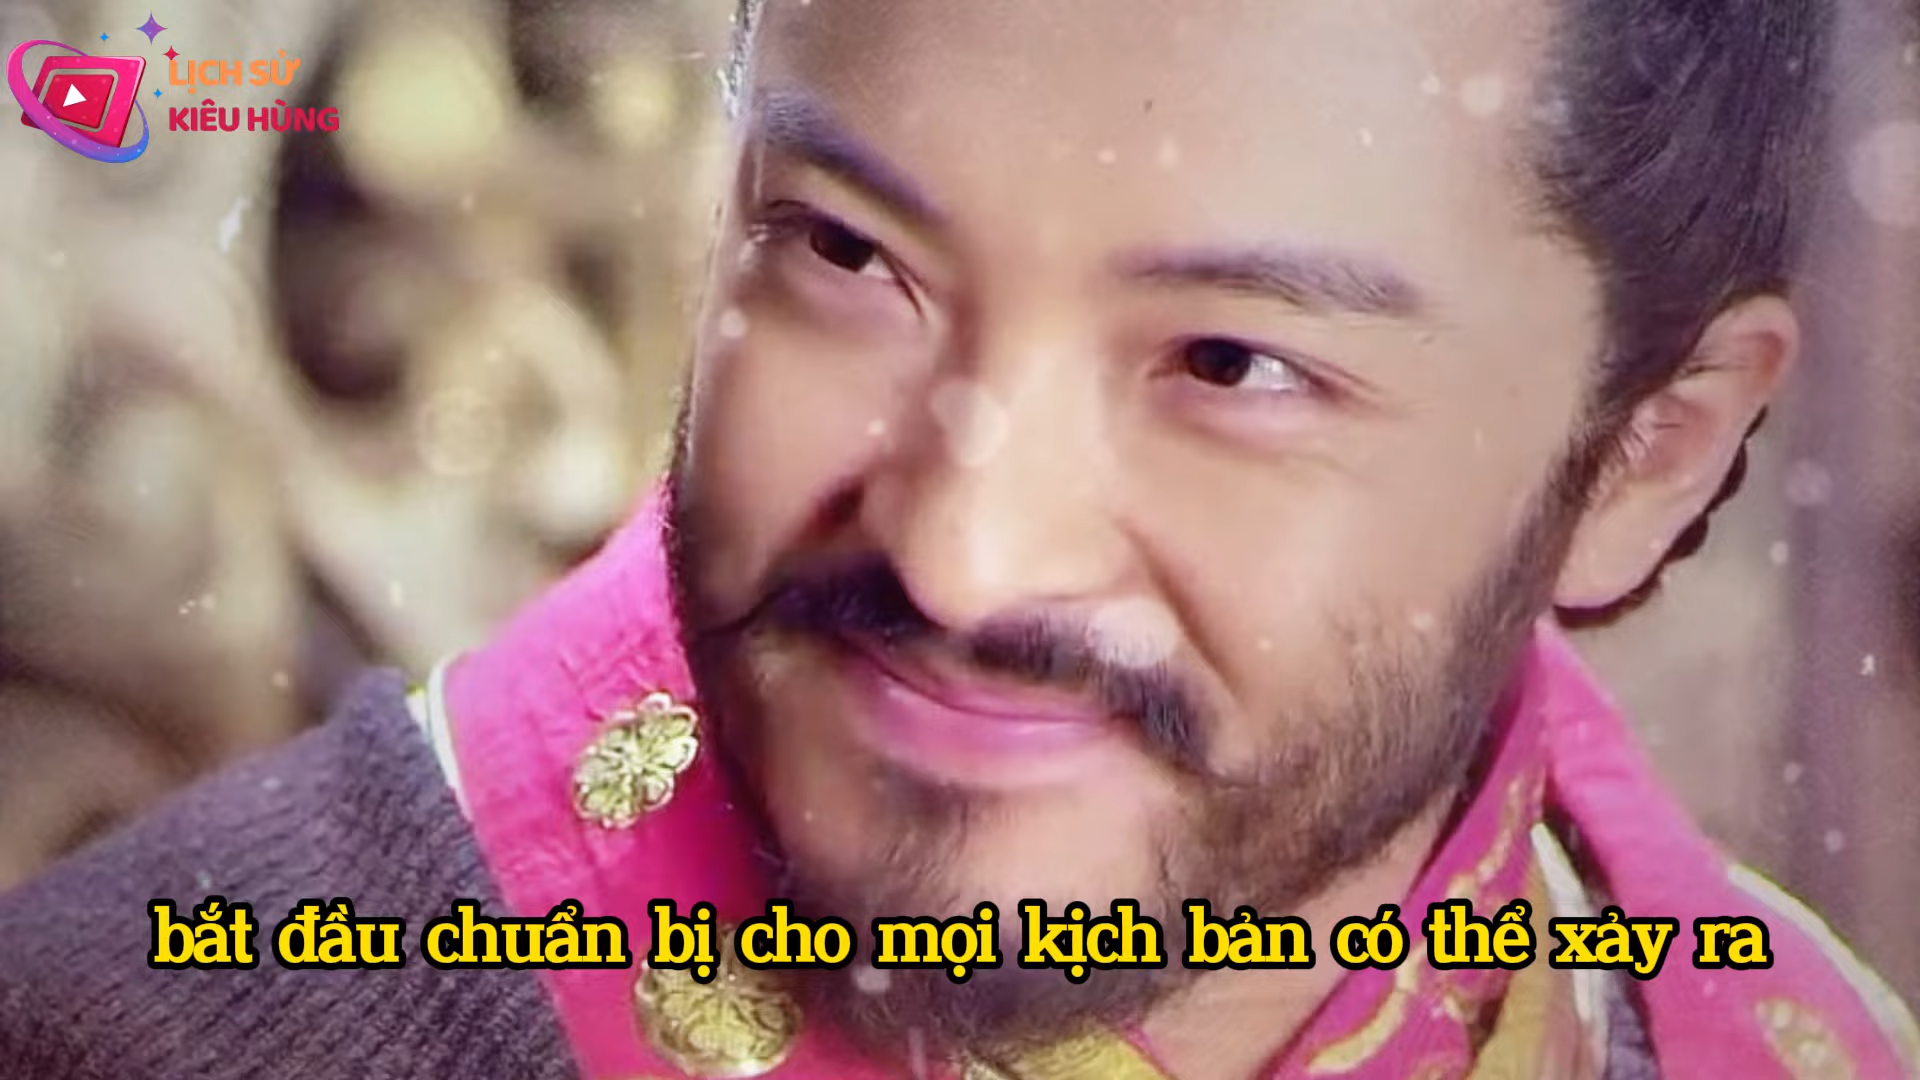 LỊCH SỬ
KIÊU HÙNG
bắt đầu chuẩn bị cho mọi kịch bản có thể xảy ra